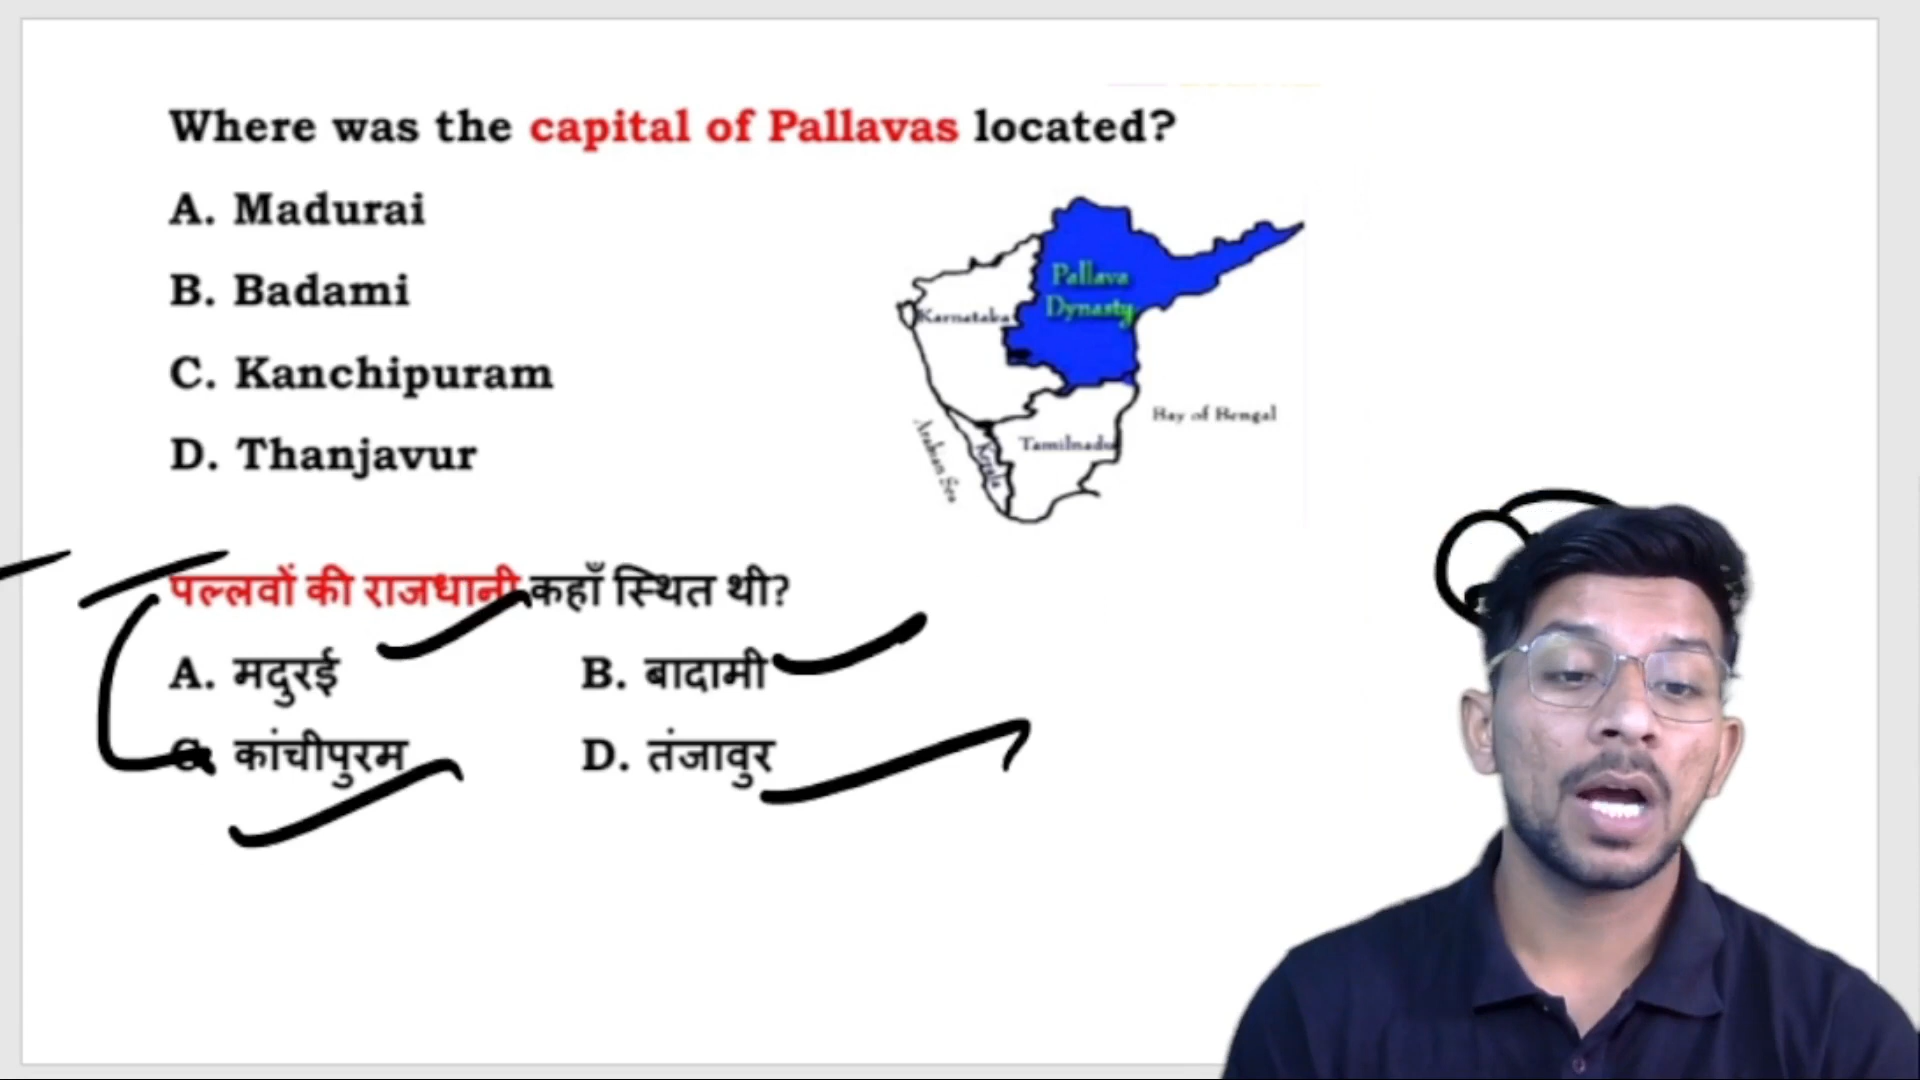 Where was the capital of Pallavas located?
A. Madurai
B. Badami
C. Kanchipuram
D. Thanjavur
Pallava
Dynasty
Karnataka
Bay of Bengal
Tamilnadu
Kerala
Arabian Sea
पल्लवों की राजधानी कहाँ स्थित थी?
A. मदुरई B. बादामी
C. कांचीपुरम D. तंजावुर